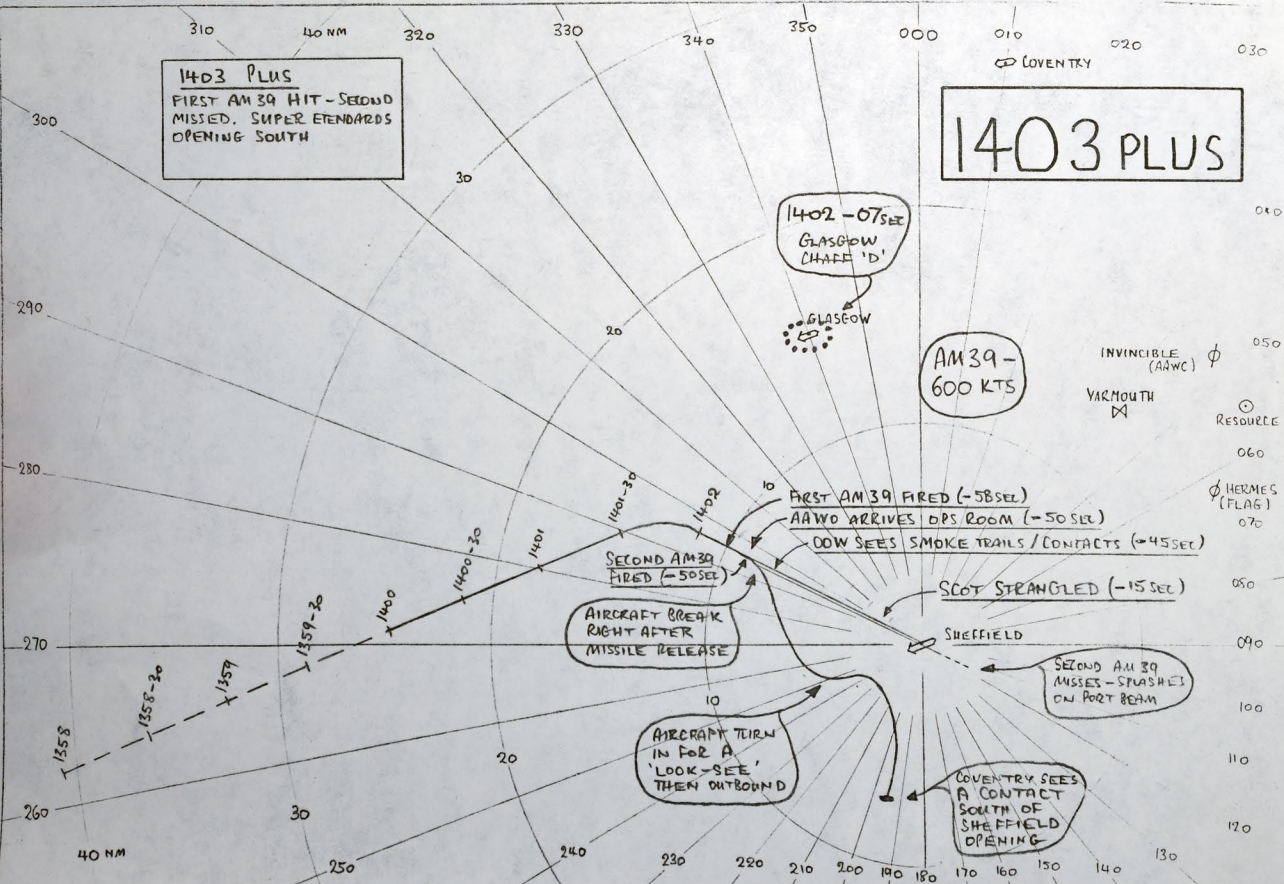 310
40 NM
320
330
340
350
000
010
020
030
COVENTRY
1403 PLUS
FIRST AM 39 HIT - SECOND
MISSED. SUPER ETENDARDS
OPENING SOUTH
1403 PLUS
300
30
040
1402 - 07SEC
GLASGOW
CHAFF 'D'
290
20
GLASGOW
AM39 -
600 KTS
INVINCIBLE
(AAWC)
050
YARMOUTH
RESOURCE
060
280
HERMES
(FLAG)
070
10
FIRST AM 39 FIRED (-58SEC)
AAWO ARRIVES OPS ROOM (-50SEC)
OOW SEES SMOKE TRAILS / CONTACTS (-45SEC)
1402
1401-30
1401
1400-30
1400
1359-30
1359
1358-30
1358
SECOND AM39
FIRED (-50SEC)
AIRCRAFT BREAK
RIGHT AFTER
MISSILE RELEASE
SCOT STRANGLED (-15SEC)
080
270
SHEFFIELD
090
SECOND AM 39
MISSES - SPLASHES
ON PORT BEAM
100
10
AIRCRAFT TURN
IN FOR A
'LOOK-SEE'
THEN OUTBOUND
20
110
COVENTRY SEES
A CONTACT
SOUTH OF
SHEFFIELD
OPENING
260
30
120
40 NM
250
240
230
220
210
200
190
180
170
160
150
140
130